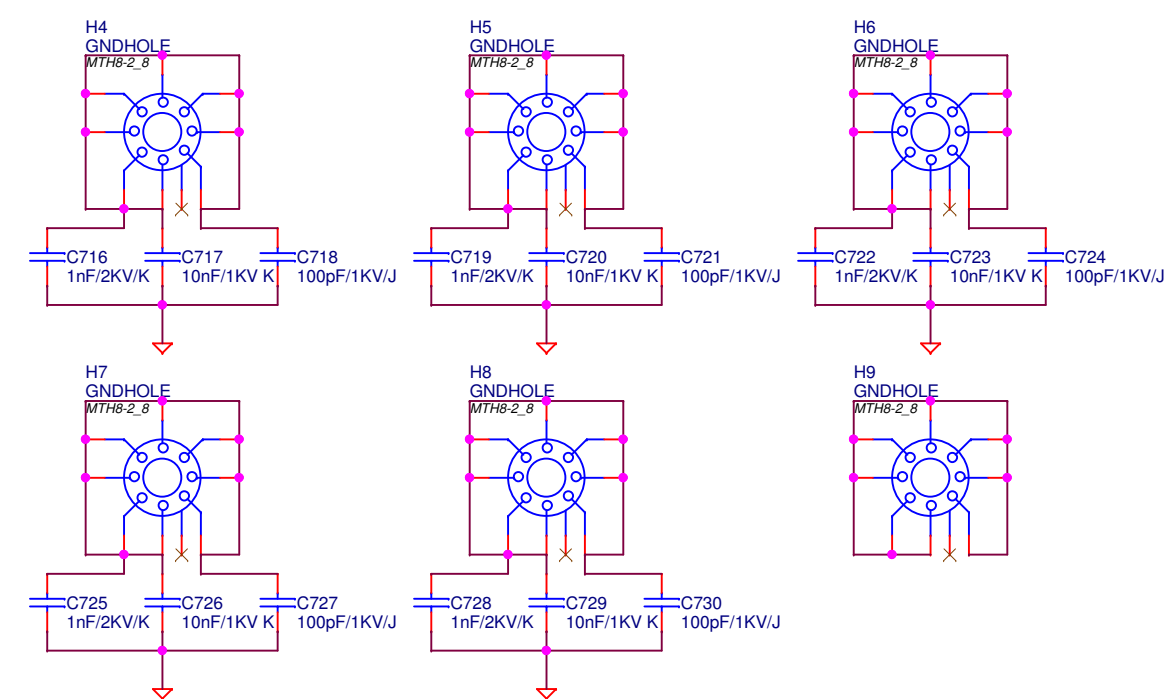 H4
GNDHOLE
MTH8-2_8
H5
GNDHOLE
MTH8-2_8
H6
GNDHOLE
MTH8-2_8
C716
1nF/2KV/K
C717
10nF/1KV K
C718
100pF/1KV/J
C719
1nF/2KV/K
C720
10nF/1KV K
C721
100pF/1KV/J
C722
1nF/2KV/K
C723
10nF/1KV K
C724
100pF/1KV/J
H7
GNDHOLE
MTH8-2_8
H8
GNDHOLE
MTH8-2_8
H9
GNDHOLE
MTH8-2_8
C725
1nF/2KV/K
C726
10nF/1KV K
C727
100pF/1KV/J
C728
1nF/2KV/K
C729
10nF/1KV K
C730
100pF/1KV/J